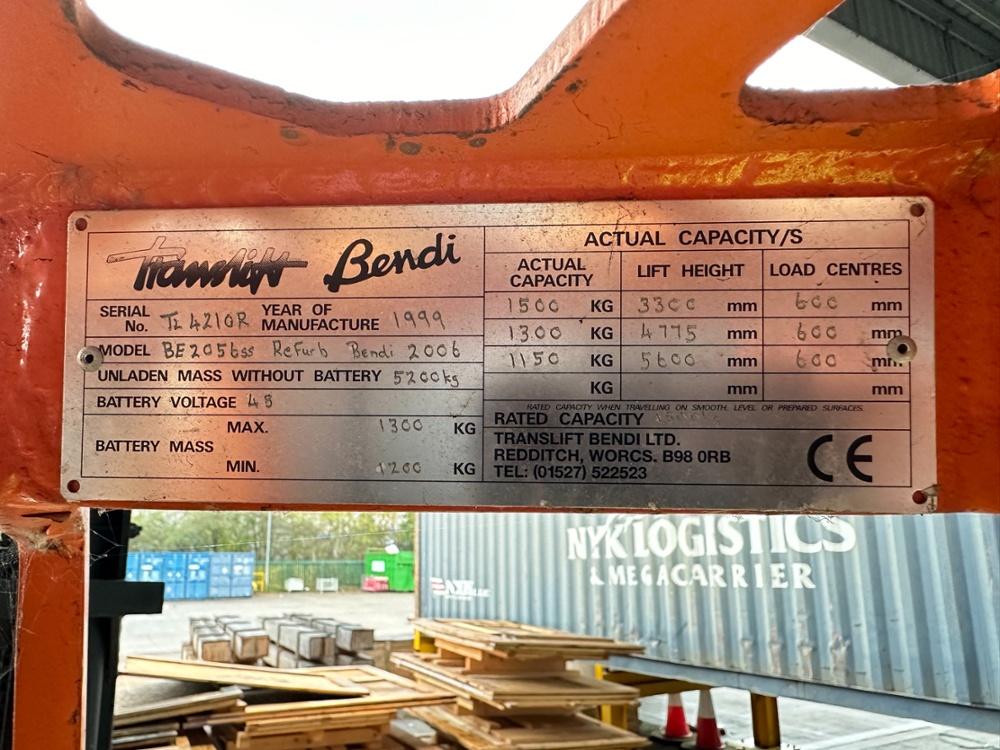 Translift Bendi
SERIAL No. TL 4210R YEAR OF MANUFACTURE 1999
MODEL BE2056ss Refurb Bendi 2006
UNLADEN MASS WITHOUT BATTERY 5200kg
BATTERY VOLTAGE 48
BATTERY MASS
MAX. 1300 KG
MIN. 1200 KG
ACTUAL CAPACITY/S
ACTUAL CAPACITY LIFT HEIGHT LOAD CENTRES
1500 KG 3300 mm 600 mm
1300 KG 4775 mm 600 mm
1150 KG 5600 mm 600 mm
KG mm mm
RATED CAPACITY WHEN TRAVELLING ON SMOOTH, LEVEL OR PREPARED SURFACES.
RATED CAPACITY
TRANSLIFT BENDI LTD.
REDDITCH, WORCS. B98 0RB
TEL: (01527) 522523
CE
NYK LOGISTICS
& MEGACARRIER